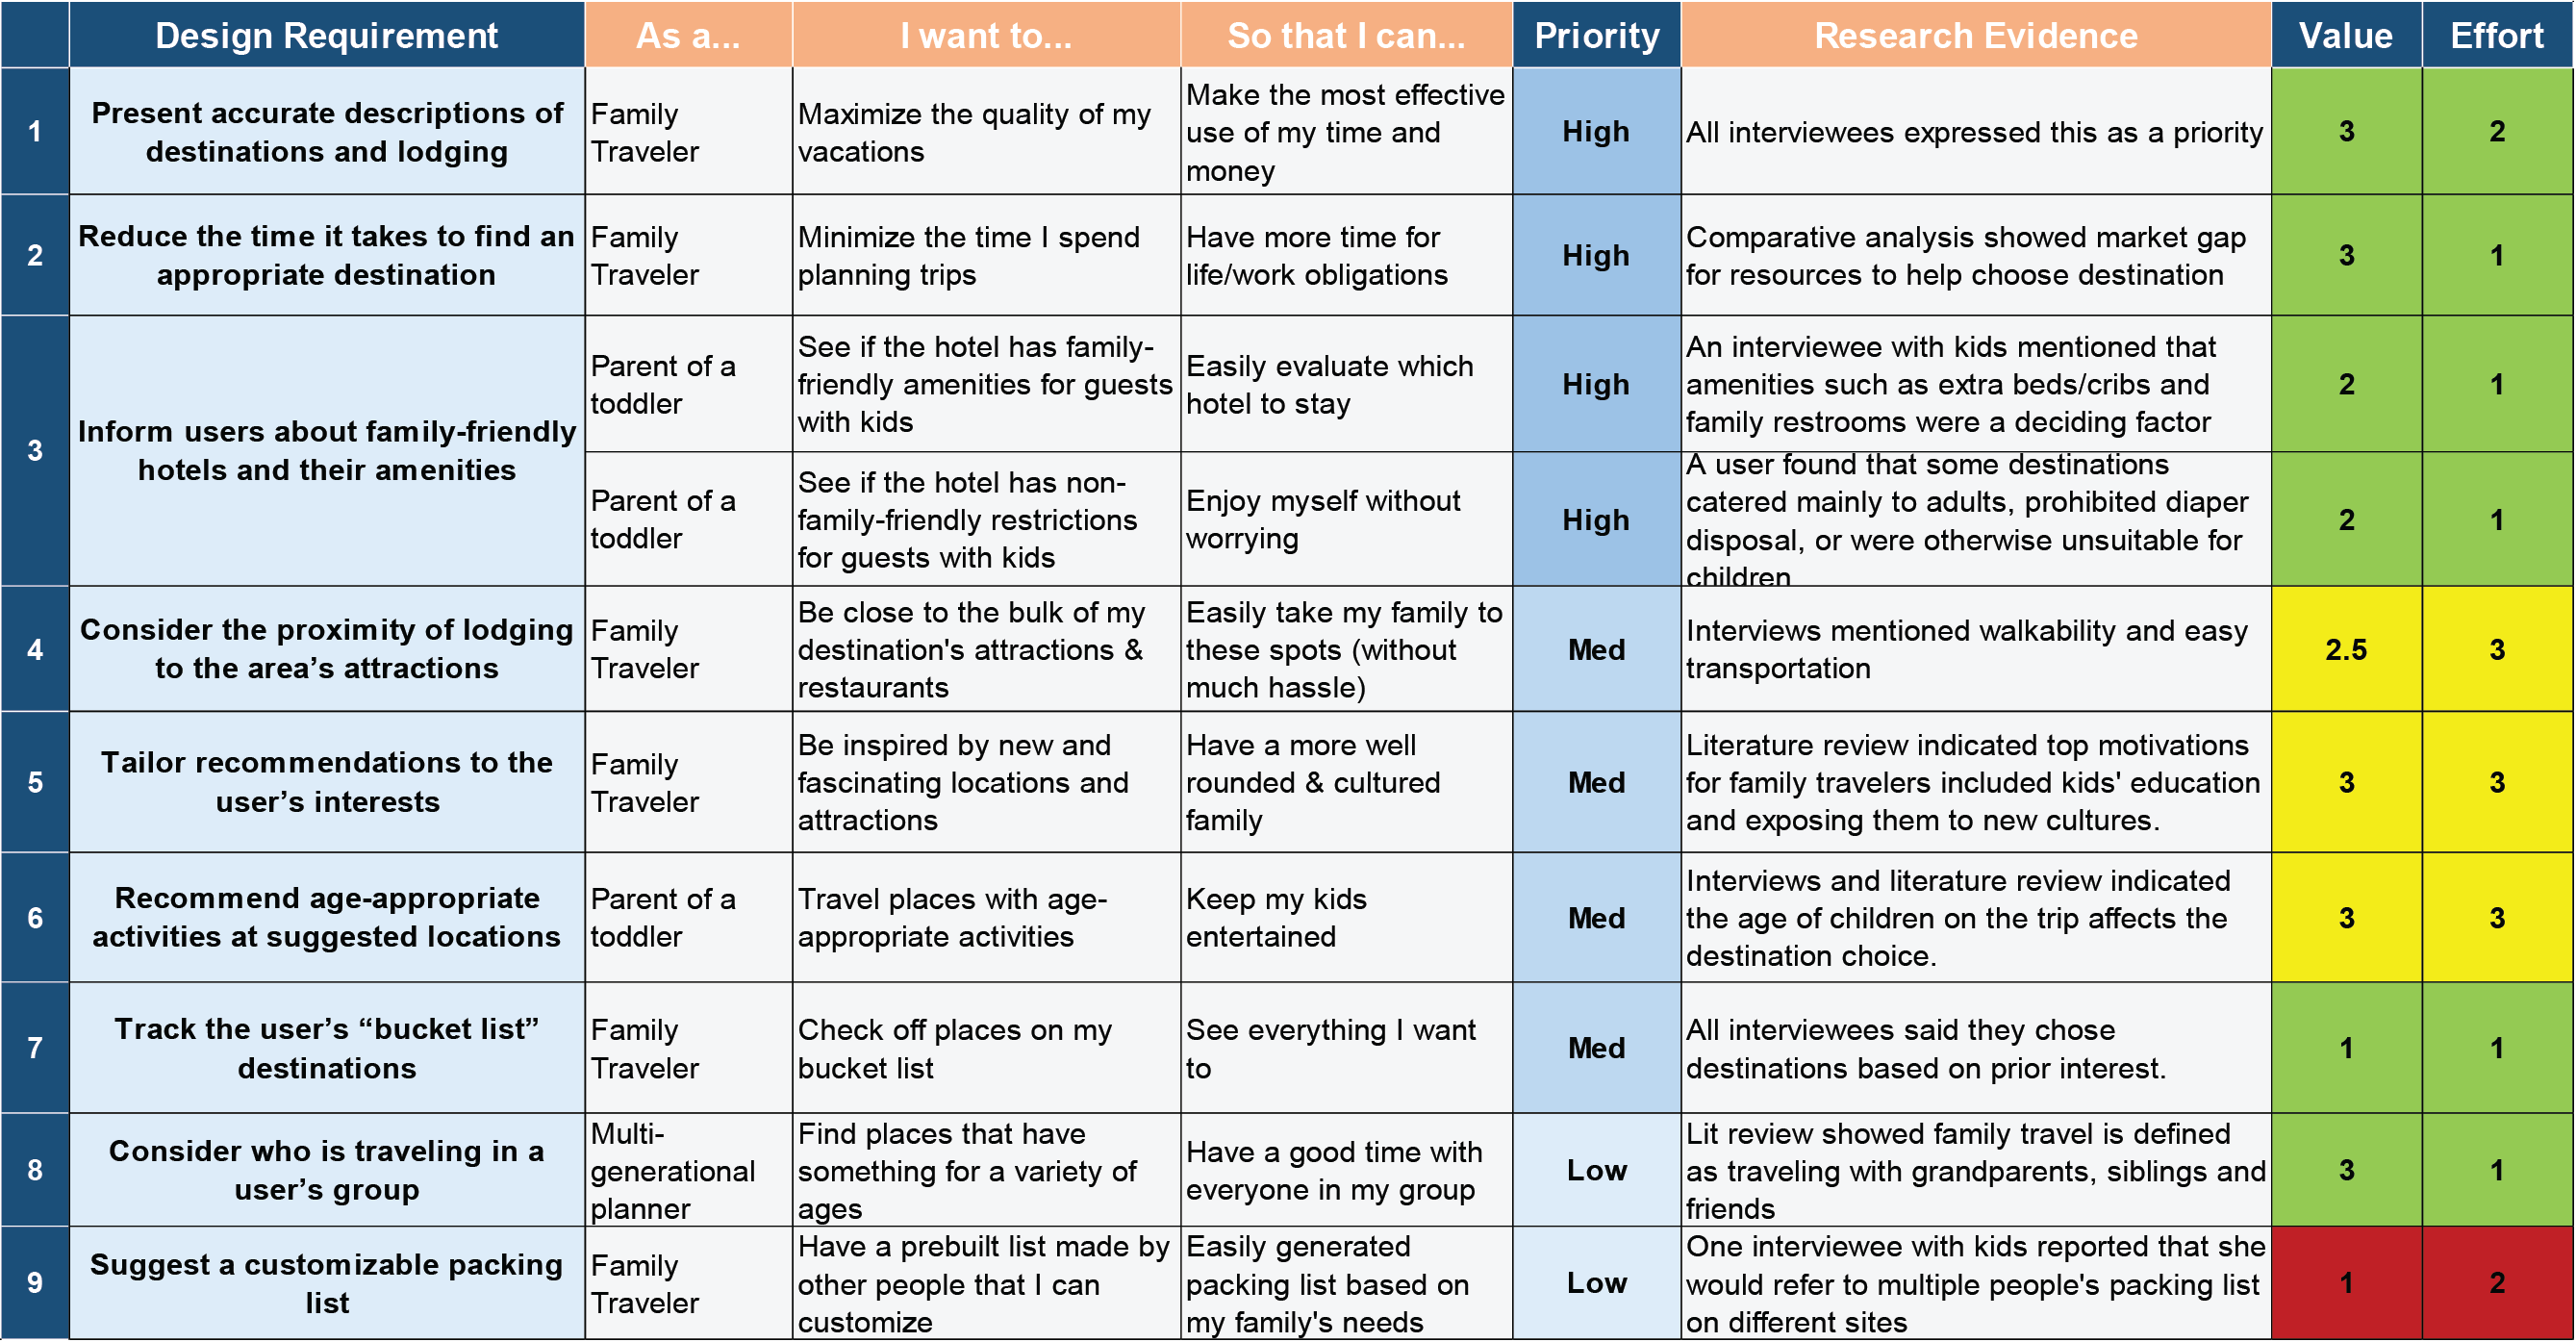 Design Requirement As a... I want to... So that I can... Priority Research Evidence Value Effort
1
Present accurate descriptions of
destinations and lodging
Family
Traveler
Maximize the quality of my
vacations
Make the most effective
use of my time and
money
High
All interviewees expressed this as a priority
3
2
2
Reduce the time it takes to find an
appropriate destination
Family
Traveler
Minimize the time I spend
planning trips
Have more time for
life/work obligations
High
Comparative analysis showed market gap
for resources to help choose destination
3
1
3
Inform users about family-friendly
hotels and their amenities
Parent of a
toddler
See if the hotel has family-
friendly amenities for guests
with kids
Easily evaluate which
hotel to stay
High
An interviewee with kids mentioned that
amenities such as extra beds/cribs and
family restrooms were a deciding factor
2
1
Parent of a
toddler
See if the hotel has non-
family-friendly restrictions
for guests with kids
Enjoy myself without
worrying
High
A user found that some destinations
catered mainly to adults, prohibited diaper
disposal, or were otherwise unsuitable for
children
2
1
4
Consider the proximity of lodging
to the area’s attractions
Family
Traveler
Be close to the bulk of my
destination's attractions &
restaurants
Easily take my family to
these spots (without
much hassle)
Med
Interviews mentioned walkability and easy
transportation
2.5
3
5
Tailor recommendations to the
user’s interests
Family
Traveler
Be inspired by new and
fascinating locations and
attractions
Have a more well
rounded & cultured
family
Med
Literature review indicated top motivations
for family travelers included kids' education
and exposing them to new cultures.
3
3
6
Recommend age-appropriate
activities at suggested locations
Parent of a
toddler
Travel places with age-
appropriate activities
Keep my kids
entertained
Med
Interviews and literature review indicated
the age of children on the trip affects the
destination choice.
3
3
7
Track the user’s “bucket list”
destinations
Family
Traveler
Check off places on my
bucket list
See everything I want
to
Med
All interviewees said they chose
destinations based on prior interest.
1
1
8
Consider who is traveling in a
user’s group
Multi-
generational
planner
Find places that have
something for a variety of
ages
Have a good time with
everyone in my group
Low
Lit review showed family travel is defined
as traveling with grandparents, siblings and
friends
3
1
9
Suggest a customizable packing
list
Family
Traveler
Have a prebuilt list made by
other people that I can
customize
Easily generated
packing list based on
my family's needs
Low
One interviewee with kids reported that she
would refer to multiple people's packing list
on different sites
1
2